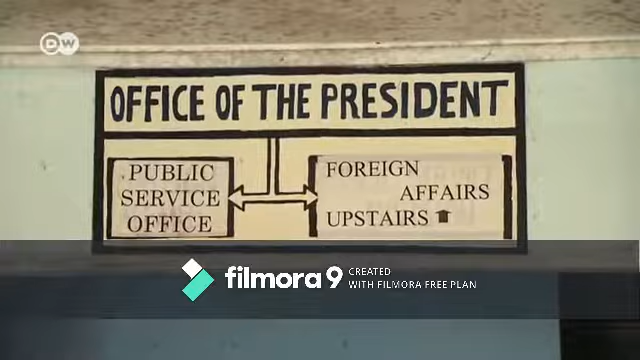 DW
OFFICE OF THE PRESIDENT
PUBLIC
SERVICE
OFFICE
FOREIGN
AFFAIRS
UPSTAIRS
filmora 9
CREATED
WITH FILMORA FREE PLAN